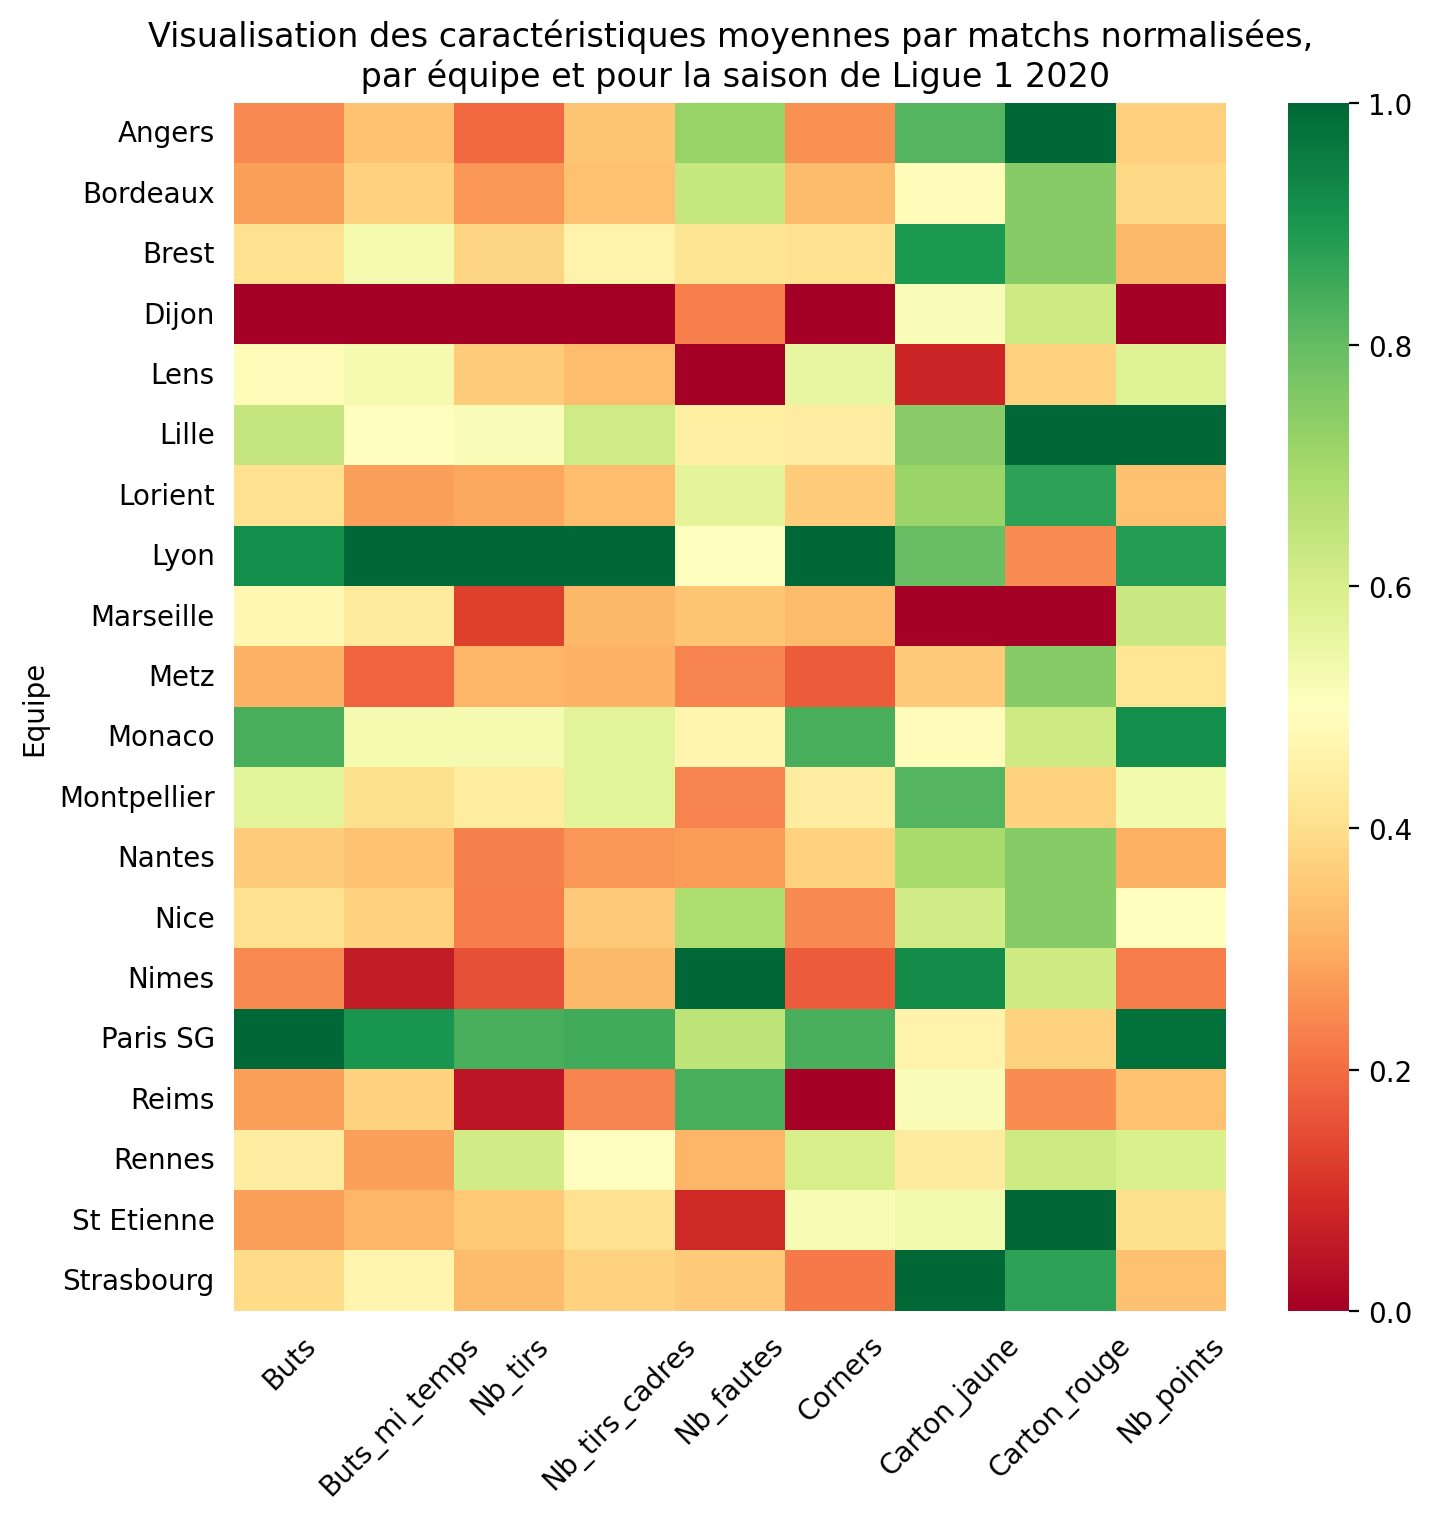 Visualisation des caractéristiques moyennes par matchs normalisées,
par équipe et pour la saison de Ligue 1 2020
Equipe
Angers
Bordeaux
Brest
Dijon
Lens
Lille
Lorient
Lyon
Marseille
Metz
Monaco
Montpellier
Nantes
Nice
Nimes
Paris SG
Reims
Rennes
St Etienne
Strasbourg
Buts
Buts_mi_temps
Nb_tirs
Nb_tirs_cadres
Nb_fautes
Corners
Carton_jaune
Carton_rouge
Nb_points
1.0
0.8
0.6
0.4
0.2
0.0